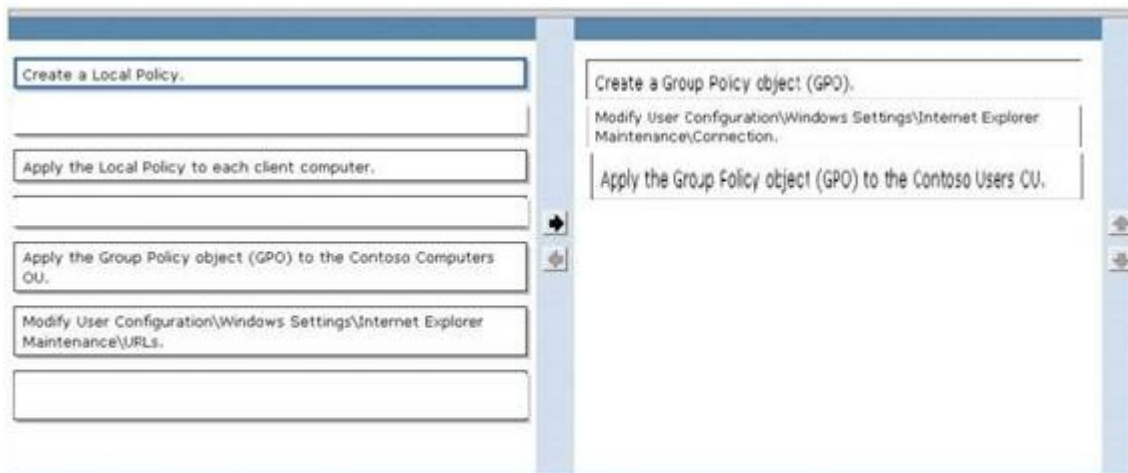 Create a Local Policy.
Apply the Local Policy to each client computer.
Apply the Group Policy object (GPO) to the Contoso Computers
OU.
Modify User Configuration\Windows Settings\Internet Explorer
Maintenance\URLs.
Create a Group Poicy object (GPO).
Modify User Configuration\Windows Settings\Internet Explorer
Maintenance\Connection.
Apply the Group Folicy object (GPO) to the Contoso Users CU.